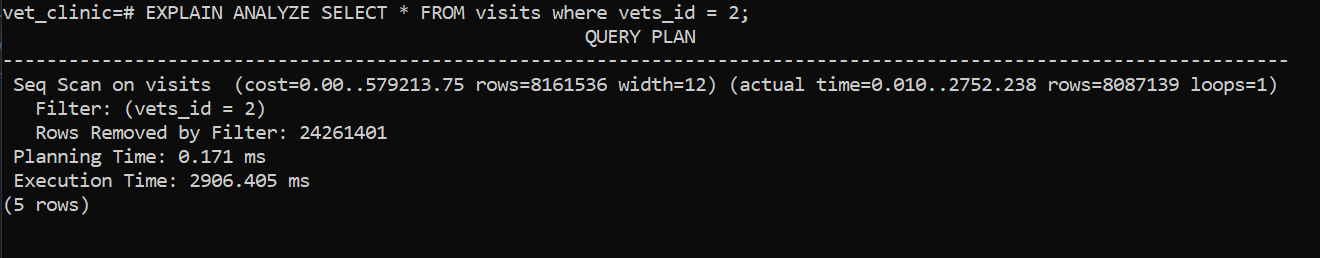 vet_clinic=# EXPLAIN ANALYZE SELECT * FROM visits where vets_id = 2;
QUERY PLAN
-----------------------------------------------------------------------------------------------------------------------
Seq Scan on visits  (cost=0.00..579213.75 rows=8161536 width=12) (actual time=0.010..2752.238 rows=8087139 loops=1)
Filter: (vets_id = 2)
Rows Removed by Filter: 24261401
Planning Time: 0.171 ms
Execution Time: 2906.405 ms
(5 rows)